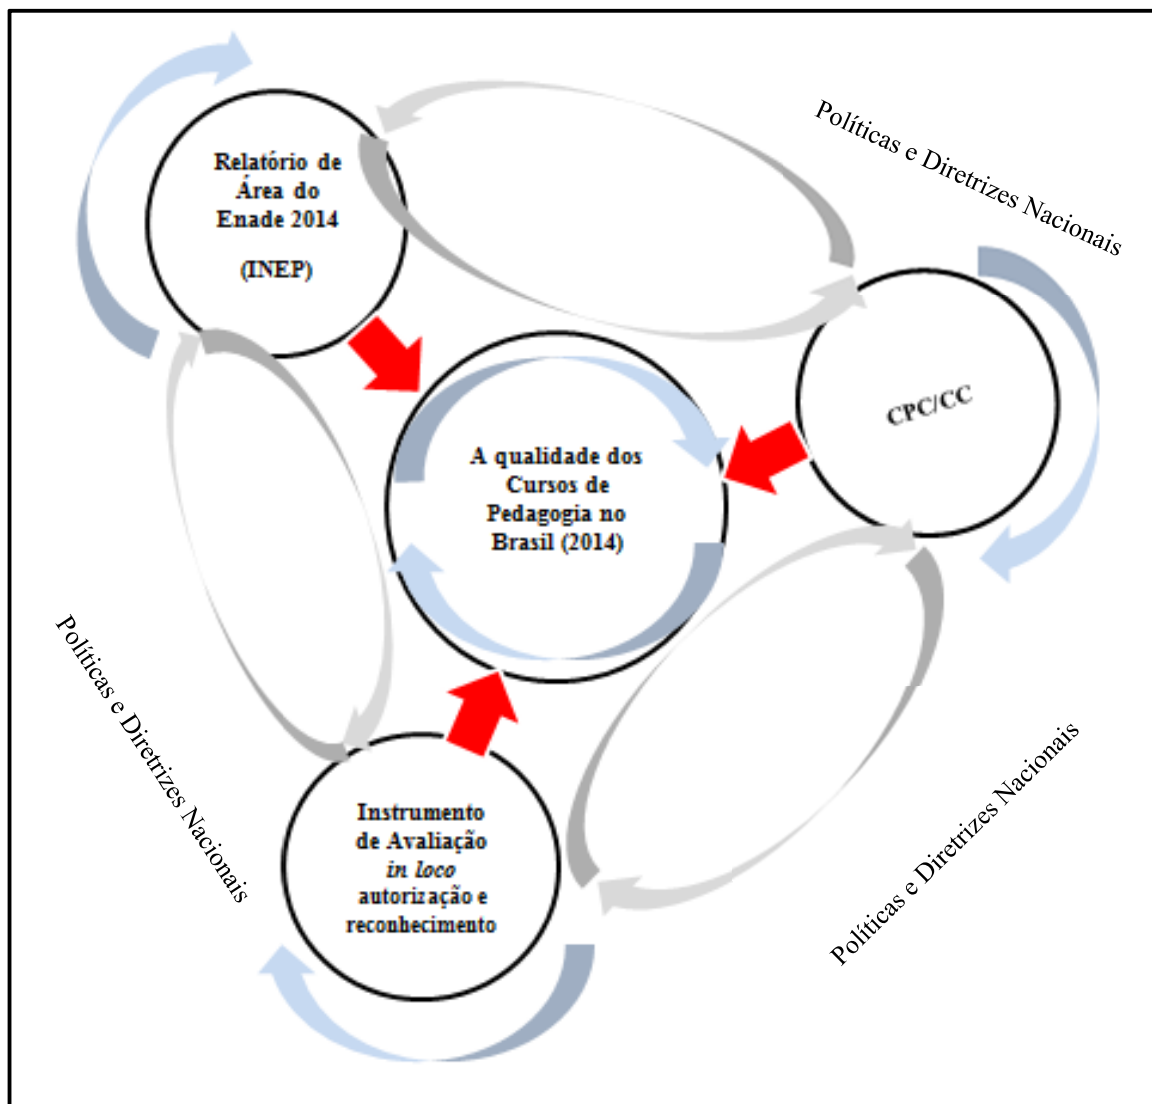 Políticas e Diretrizes Nacionais
Relatório de
Área do
Enade 2014
(INEP)
CPC/CC
A qualidade dos
Cursos de
Pedagogia no
Brasil (2014)
Políticas e Diretrizes Nacionais
Instrumento
de Avaliação
in loco
autorização e
reconhecimento
Políticas e Diretrizes Nacionais